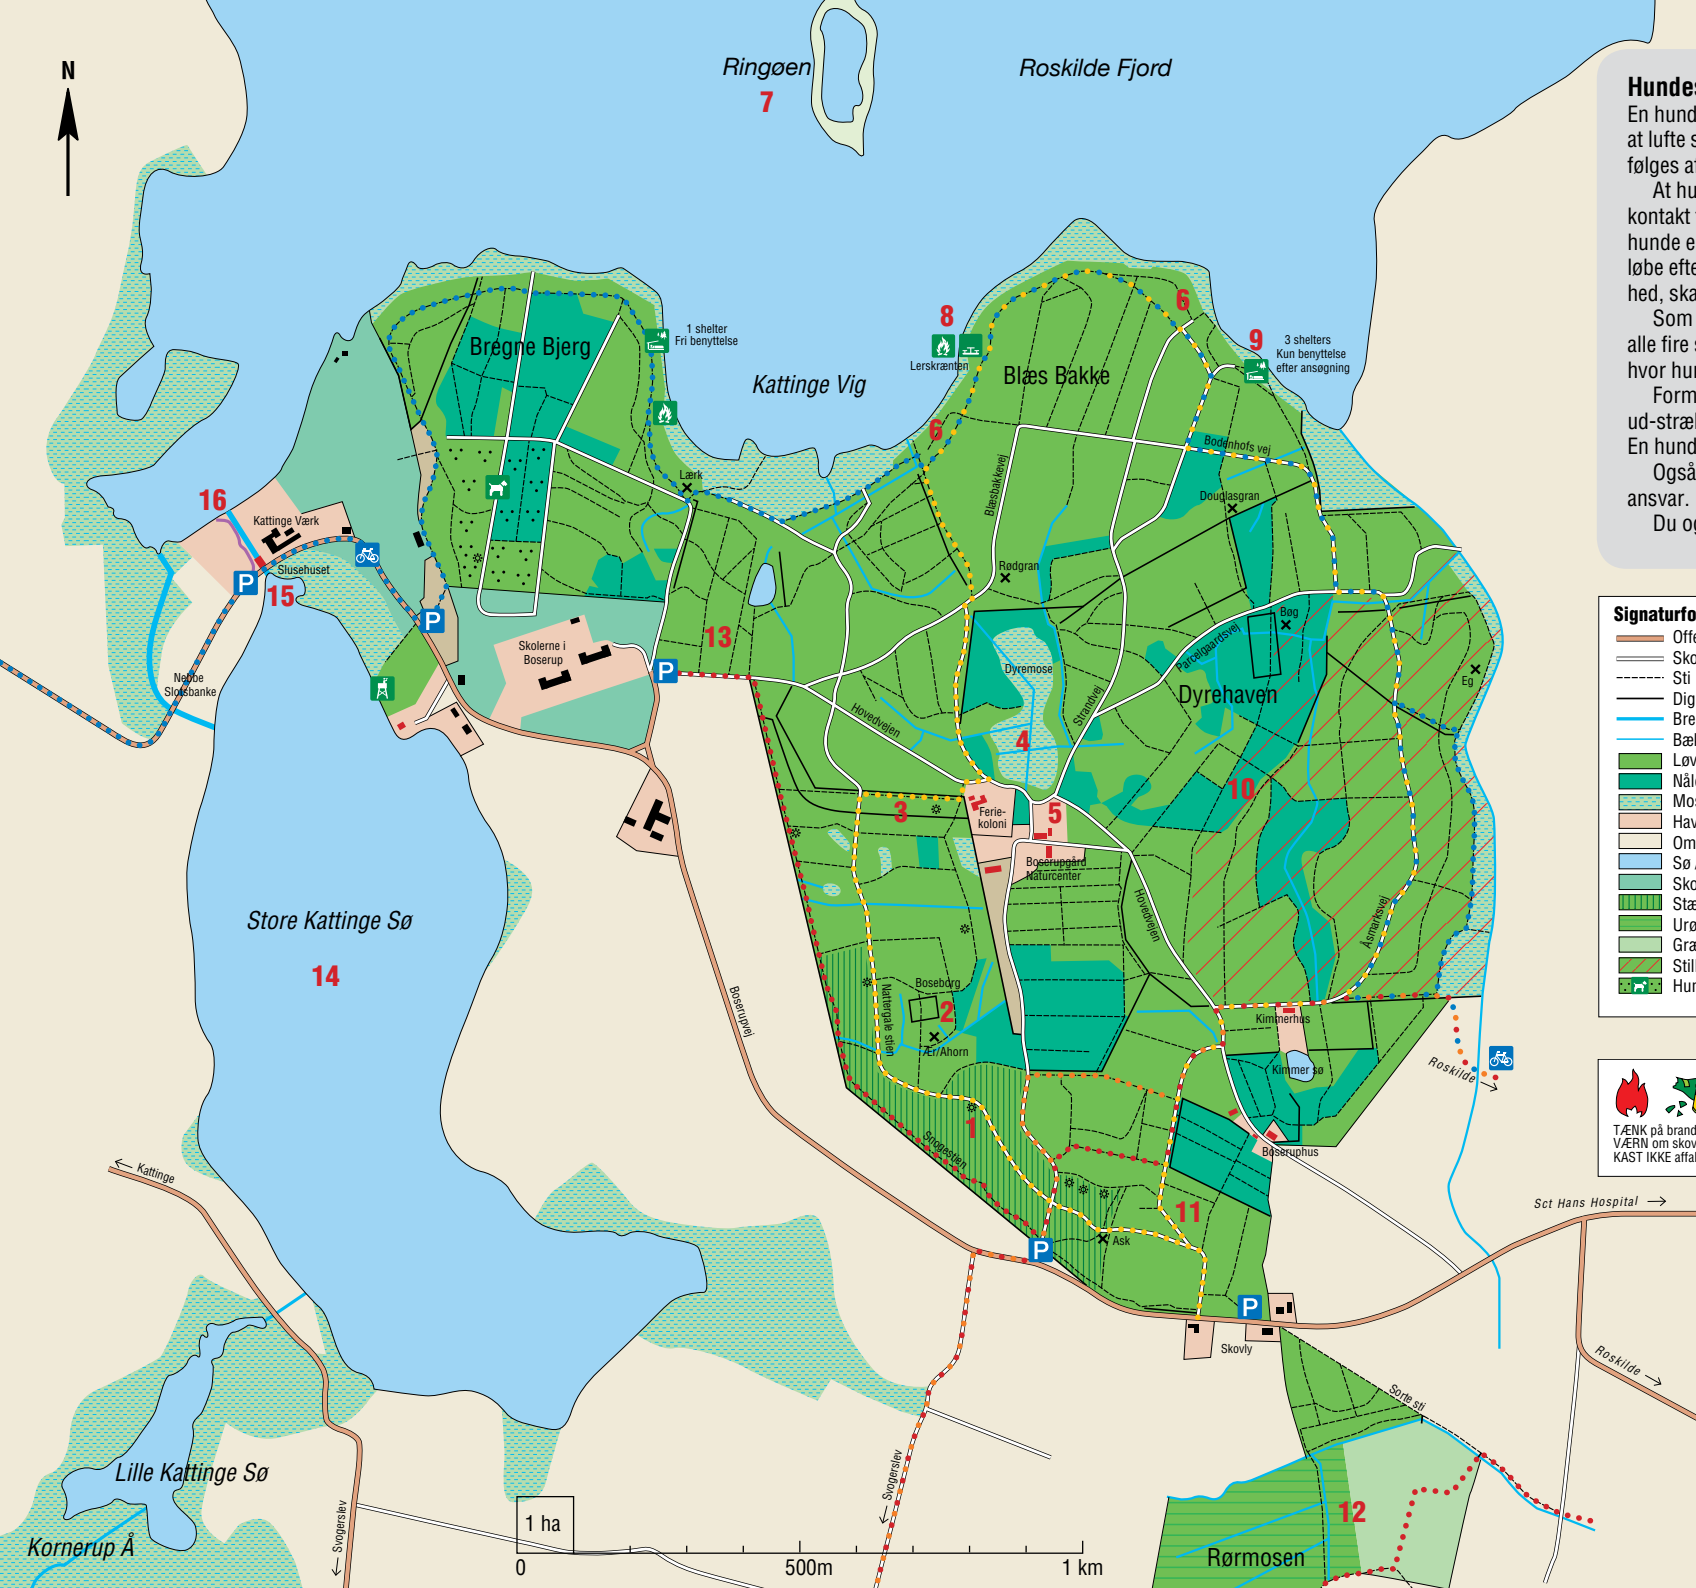 N
Ringøen
7
Roskilde Fjord
Bregne Bjerg
1 shelter
Fri benyttelse
Kattinge Vig
8
Lerskrænten
Blæs Bakke
6
6
9
3 shelters
Kun benyttelse
efter ansøgning
Bodenhofs vej
Blæsbakkevej
Lærk
Douglasgran
Rødgran
16
Kattinge Værk
Slusehuset
P
15
P
Nebbe
Slotsbanke
Skolerne i
Boserup
P
13
Dyremose
Bøg
Parcelgaardsvej
Strandvej
Dyrehaven
Eg
Hovedvejen
4
10
3
Ferie-
koloni
5
Boserupgård
Naturcenter
Hovedvejen
Åsmarksvej
Store Kattinge Sø
14
Boserupvej
Boseborg
2
Ær/Ahorn
Nattergale stien
Kimmerhus
Kimmer sø
Roskilde
1
Snogestien
Boseruphus
11
Ask
P
P
Skovly
Sct Hans Hospital
Roskilde
Sorte sti
Kattinge
Lille Kattinge Sø
Kornerup Å
Svogerslev
Svogerslev
1 ha
0
500m
1 km
12
Rørmosen
En hund
at lufte s
følges af
At hu
kontakt
hunde e
løbe efte
hed, ska
Som
alle fire s
hvor hur
Form
ud-stræl
En hund
Også
ansvar.
Du og
Signaturfo
Offe
Sko
Sti
Dig
Bre
Bæl
Løv
Nål
Mos
Hav
Om
Sø
Sko
Stæ
Urø
Græ
Still
Hun
TÆNK på brand
VÆRN om skov
KAST IKKE affal